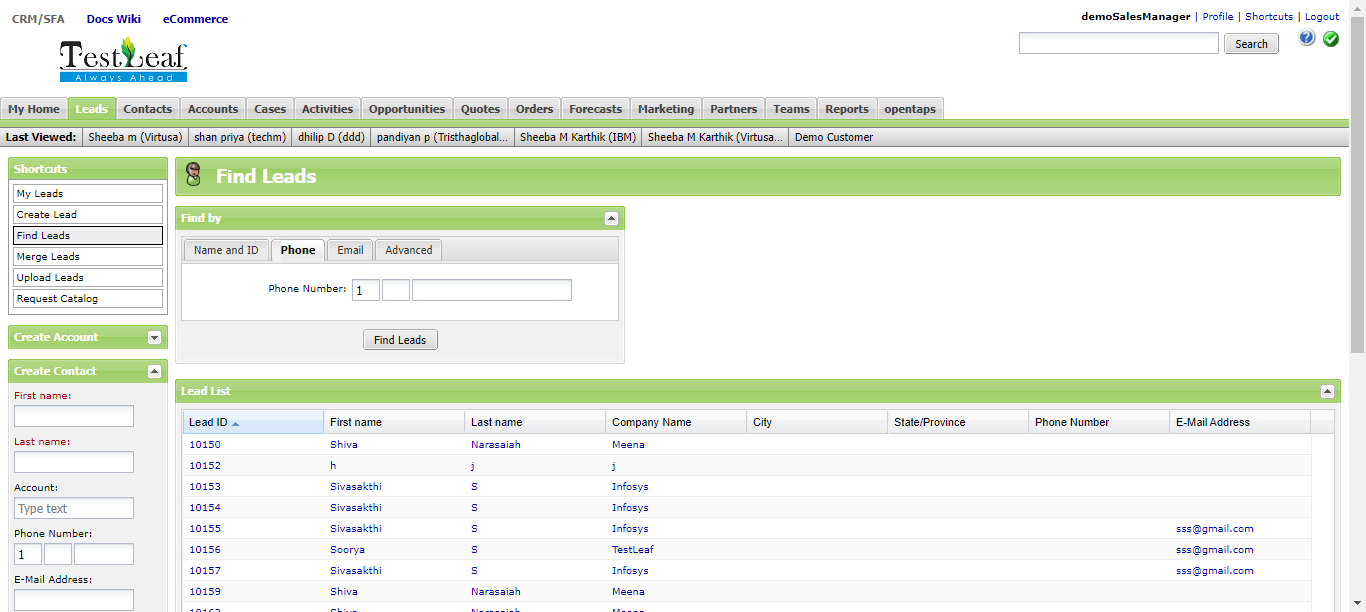 CRM/SFA Docs Wiki eCommerce
demoSalesManager | Profile | Shortcuts | Logout
TestLeaf
Always Ahead
Search
?
My Home Leads Contacts Accounts Cases Activities Opportunities Quotes Orders Forecasts Marketing Partners Teams Reports opentaps
Last Viewed: Sheeba m (Virtusa) shan priya (techm) dhilip D (ddd) pandiyan p (Tristhaglobal... Sheeba M Karthik (IBM) Sheeba M Karthik (Virtusa... Demo Customer
Shortcuts
My Leads
Create Lead
Find Leads
Merge Leads
Upload Leads
Request Catalog
Create Account
Create Contact
First name:
Last name:
Account:
Type text
Phone Number:
1
E-Mail Address:
Find Leads
Find by
Name and ID Phone Email Advanced
Phone Number: 1
Find Leads
Lead List
Lead ID First name Last name Company Name City State/Province Phone Number E-Mail Address
10150 Shiva Narasaiah Meena
10152 h j j
10153 Sivasakthi S Infosys
10154 Sivasakthi S Infosys
10155 Sivasakthi S Infosys sss@gmail.com
10156 Soorya S TestLeaf sss@gmail.com
10157 Sivasakthi S Infosys sss@gmail.com
10159 Shiva Narasaiah Meena
Shiva Narasaiah Meena